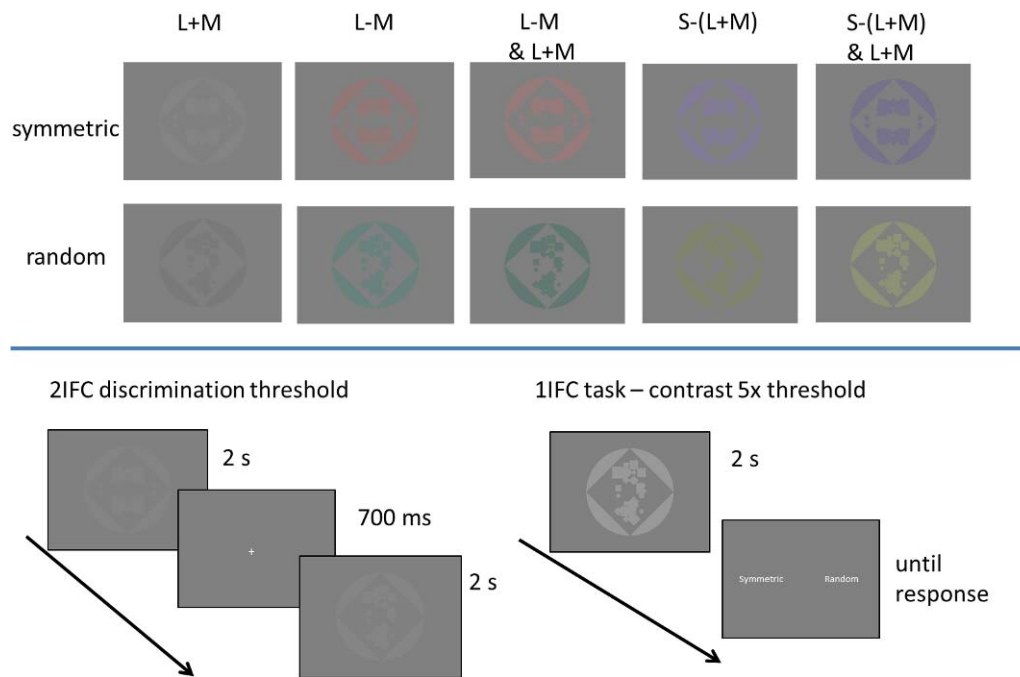 L+M
L-M
L-M
& L+M
S-(L+M)
S-(L+M)
& L+M
symmetric
random
2IFC discrimination threshold
2 s
700 ms
+
2 s
1IFC task – contrast 5x threshold
2 s
Symmetric Random
until
response